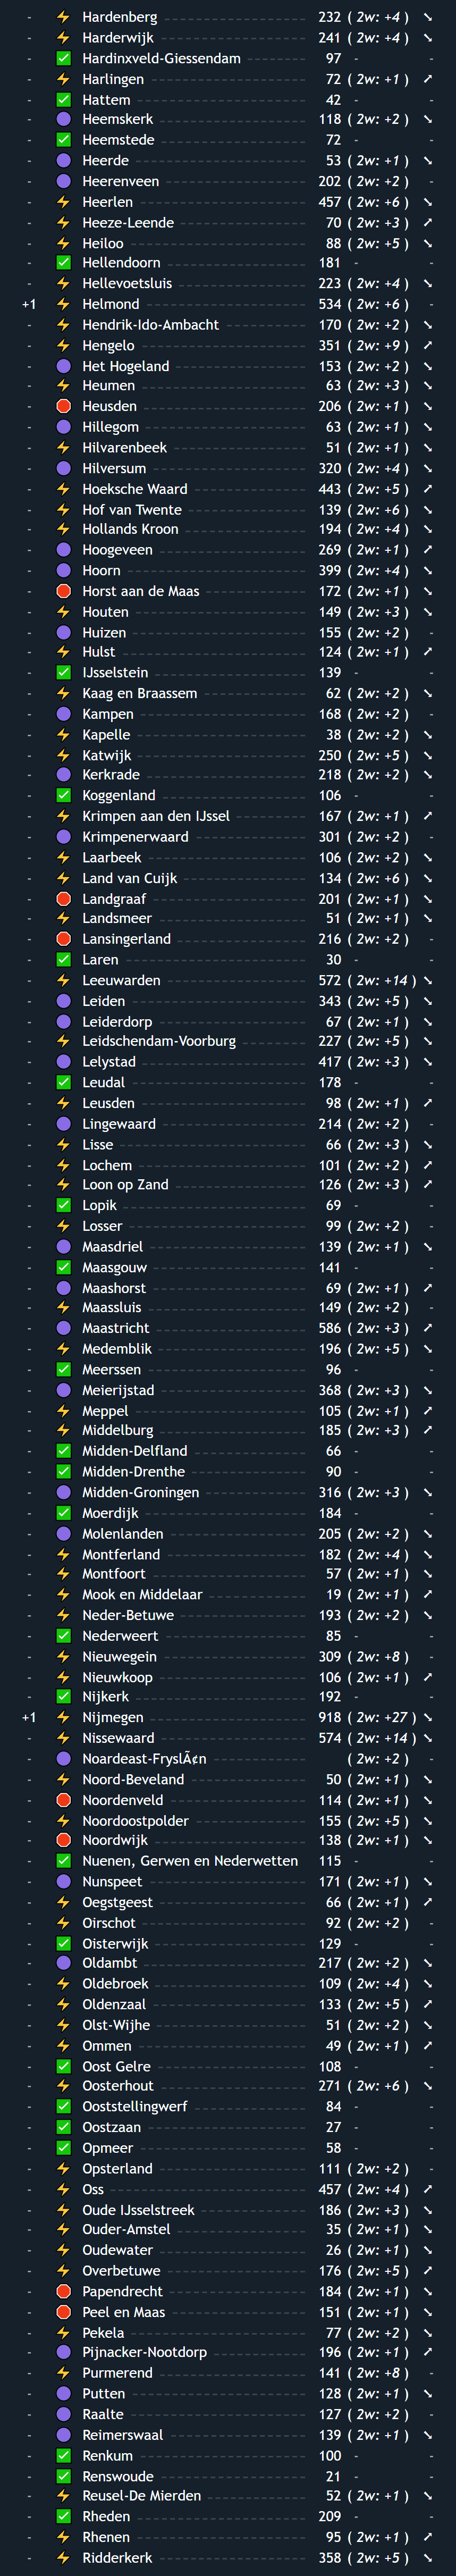 - Hardenberg 232 ( 2w: +4 ) ↘
- Harderwijk 241 ( 2w: +4 ) ↘
- Hardinxveld-Giessendam 97 - -
- Harlingen 72 ( 2w: +1 ) ↗
- Hattem 42 - -
- Heemskerk 118 ( 2w: +2 ) ↘
- Heemstede 72 - -
- Heerde 53 ( 2w: +1 ) ↘
- Heerenveen 202 ( 2w: +2 ) -
- Heerlen 457 ( 2w: +6 ) ↘
- Heeze-Leende 70 ( 2w: +3 ) ↗
- Heiloo 88 ( 2w: +5 ) ↘
- Hellendoorn 181 - -
- Hellevoetsluis 223 ( 2w: +4 ) ↘
+1 Helmond 534 ( 2w: +6 ) -
- Hendrik-Ido-Ambacht 170 ( 2w: +2 ) ↘
- Hengelo 351 ( 2w: +9 ) ↗
- Het Hogeland 153 ( 2w: +2 ) ↘
- Heumen 63 ( 2w: +3 ) ↘
- Heusden 206 ( 2w: +1 ) ↘
- Hillegom 63 ( 2w: +1 ) ↘
- Hilvarenbeek 51 ( 2w: +1 ) ↘
- Hilversum 320 ( 2w: +4 ) ↘
- Hoeksche Waard 443 ( 2w: +5 ) ↗
- Hof van Twente 139 ( 2w: +6 ) ↘
- Hollands Kroon 194 ( 2w: +4 ) ↘
- Hoogeveen 269 ( 2w: +1 ) ↗
- Hoorn 399 ( 2w: +4 ) ↘
- Horst aan de Maas 172 ( 2w: +1 ) ↘
- Houten 149 ( 2w: +3 ) ↘
- Huizen 155 ( 2w: +2 ) -
- Hulst 124 ( 2w: +1 ) ↗
- IJsselstein 139 - -
- Kaag en Braassem 62 ( 2w: +2 ) ↘
- Kampen 168 ( 2w: +2 ) -
- Kapelle 38 ( 2w: +2 ) ↘
- Katwijk 250 ( 2w: +5 ) ↘
- Kerkrade 218 ( 2w: +2 ) ↘
- Koggenland 106 - -
- Krimpen aan den IJssel 167 ( 2w: +1 ) ↗
- Krimpenerwaard 301 ( 2w: +2 ) -
- Laarbeek 106 ( 2w: +2 ) ↘
- Land van Cuijk 134 ( 2w: +6 ) ↘
- Landgraaf 201 ( 2w: +1 ) ↘
- Landsmeer 51 ( 2w: +1 ) ↘
- Lansingerland 216 ( 2w: +2 ) -
- Laren 30 - -
- Leeuwarden 572 ( 2w: +14 ) ↘
- Leiden 343 ( 2w: +5 ) ↘
- Leiderdorp 67 ( 2w: +1 ) ↘
- Leidschendam-Voorburg 227 ( 2w: +5 ) ↘
- Lelystad 417 ( 2w: +3 ) ↘
- Leudal 178 - -
- Leusden 98 ( 2w: +1 ) ↗
- Lingewaard 214 ( 2w: +2 ) -
- Lisse 66 ( 2w: +3 ) ↘
- Lochem 101 ( 2w: +2 ) ↗
- Loon op Zand 126 ( 2w: +3 ) ↗
- Lopik 69 - -
- Losser 99 ( 2w: +2 ) -
- Maasdriel 139 ( 2w: +1 ) ↘
- Maasgouw 141 - -
- Maashorst 69 ( 2w: +1 ) ↗
- Maassluis 149 ( 2w: +2 ) -
- Maastricht 586 ( 2w: +3 ) ↗
- Medemblik 196 ( 2w: +5 ) ↘
- Meerssen 96 - -
- Meierijstad 368 ( 2w: +3 ) ↘
- Meppel 105 ( 2w: +1 ) ↗
- Middelburg 185 ( 2w: +3 ) ↗
- Midden-Delfland 66 - -
- Midden-Drenthe 90 - -
- Midden-Groningen 316 ( 2w: +3 ) ↘
- Moerdijk 184 - -
- Molenlanden 205 ( 2w: +2 ) ↘
- Montferland 182 ( 2w: +4 ) ↘
- Montfoort 57 ( 2w: +1 ) ↘
- Mook en Middelaar 19 ( 2w: +1 ) ↗
- Neder-Betuwe 193 ( 2w: +2 ) ↘
- Nederweert 85 - -
- Nieuwegein 309 ( 2w: +8 ) -
- Nieuwkoop 106 ( 2w: +1 ) ↗
- Nijkerk 192 - -
+1 Nijmegen 918 ( 2w: +27 ) ↘
- Nissewaard 574 ( 2w: +14 ) ↘
- Noardeast-FryslÃ¢n ( 2w: +2 ) -
- Noord-Beveland 50 ( 2w: +1 ) ↘
- Noordenveld 114 ( 2w: +1 ) ↘
- Noordoostpolder 155 ( 2w: +5 ) ↘
- Noordwijk 138 ( 2w: +1 ) ↘
- Nuenen, Gerwen en Nederwetten 115 - -
- Nunspeet 171 ( 2w: +1 ) ↘
- Oegstgeest 66 ( 2w: +1 ) ↗
- Oirschot 92 ( 2w: +2 ) -
- Oisterwijk 129 - -
- Oldambt 217 ( 2w: +2 ) ↘
- Oldebroek 109 ( 2w: +4 ) ↘
- Oldenzaal 133 ( 2w: +5 ) ↗
- Olst-Wijhe 51 ( 2w: +2 ) ↘
- Ommen 49 ( 2w: +1 ) ↗
- Oost Gelre 108 - -
- Oosterhout 271 ( 2w: +6 ) ↘
- Ooststellingwerf 84 - -
- Oostzaan 27 - -
- Opmeer 58 - -
- Opsterland 111 ( 2w: +2 ) -
- Oss 457 ( 2w: +4 ) ↗
- Oude IJsselstreek 186 ( 2w: +3 ) ↘
- Ouder-Amstel 35 ( 2w: +1 ) ↘
- Oudewater 26 ( 2w: +1 ) ↘
- Overbetuwe 176 ( 2w: +5 ) ↗
- Papendrecht 184 ( 2w: +1 ) ↘
- Peel en Maas 151 ( 2w: +1 ) ↘
- Pekela 77 ( 2w: +2 ) ↘
- Pijnacker-Nootdorp 196 ( 2w: +1 ) ↗
- Purmerend 141 ( 2w: +8 ) -
- Putten 128 ( 2w: +1 ) ↘
- Raalte 127 ( 2w: +2 ) -
- Reimerswaal 139 ( 2w: +1 ) ↘
- Renkum 100 - -
- Renswoude 21 - -
- Reusel-De Mierden 52 ( 2w: +1 ) ↘
- Rheden 209 - -
- Rhenen 95 ( 2w: +1 ) ↗
- Ridderkerk 358 ( 2w: +5 ) ↘